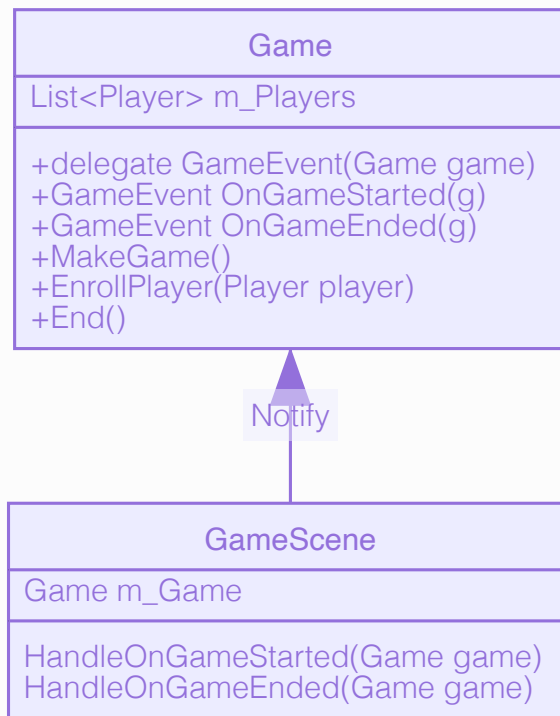 Game
List<Player> m_Players
+delegate GameEvent(Game game)
+GameEvent OnGameStarted(g)
+GameEvent OnGameEnded(g)
+MakeGame()
+EnrollPlayer(Player player)
+End()
Notify
GameScene
Game m_Game
HandleOnGameStarted(Game game)
HandleOnGameEnded(Game game)